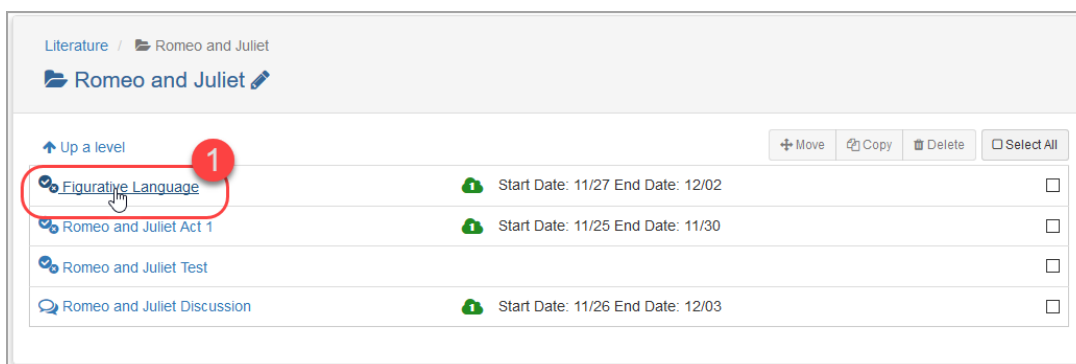 Literature / Romeo and Juliet
Romeo and Juliet
Up a level
Move Copy Delete Select All
1
Figurative Language Start Date: 11/27 End Date: 12/02
Romeo and Juliet Act 1 Start Date: 11/25 End Date: 11/30
Romeo and Juliet Test
Romeo and Juliet Discussion Start Date: 11/26 End Date: 12/03